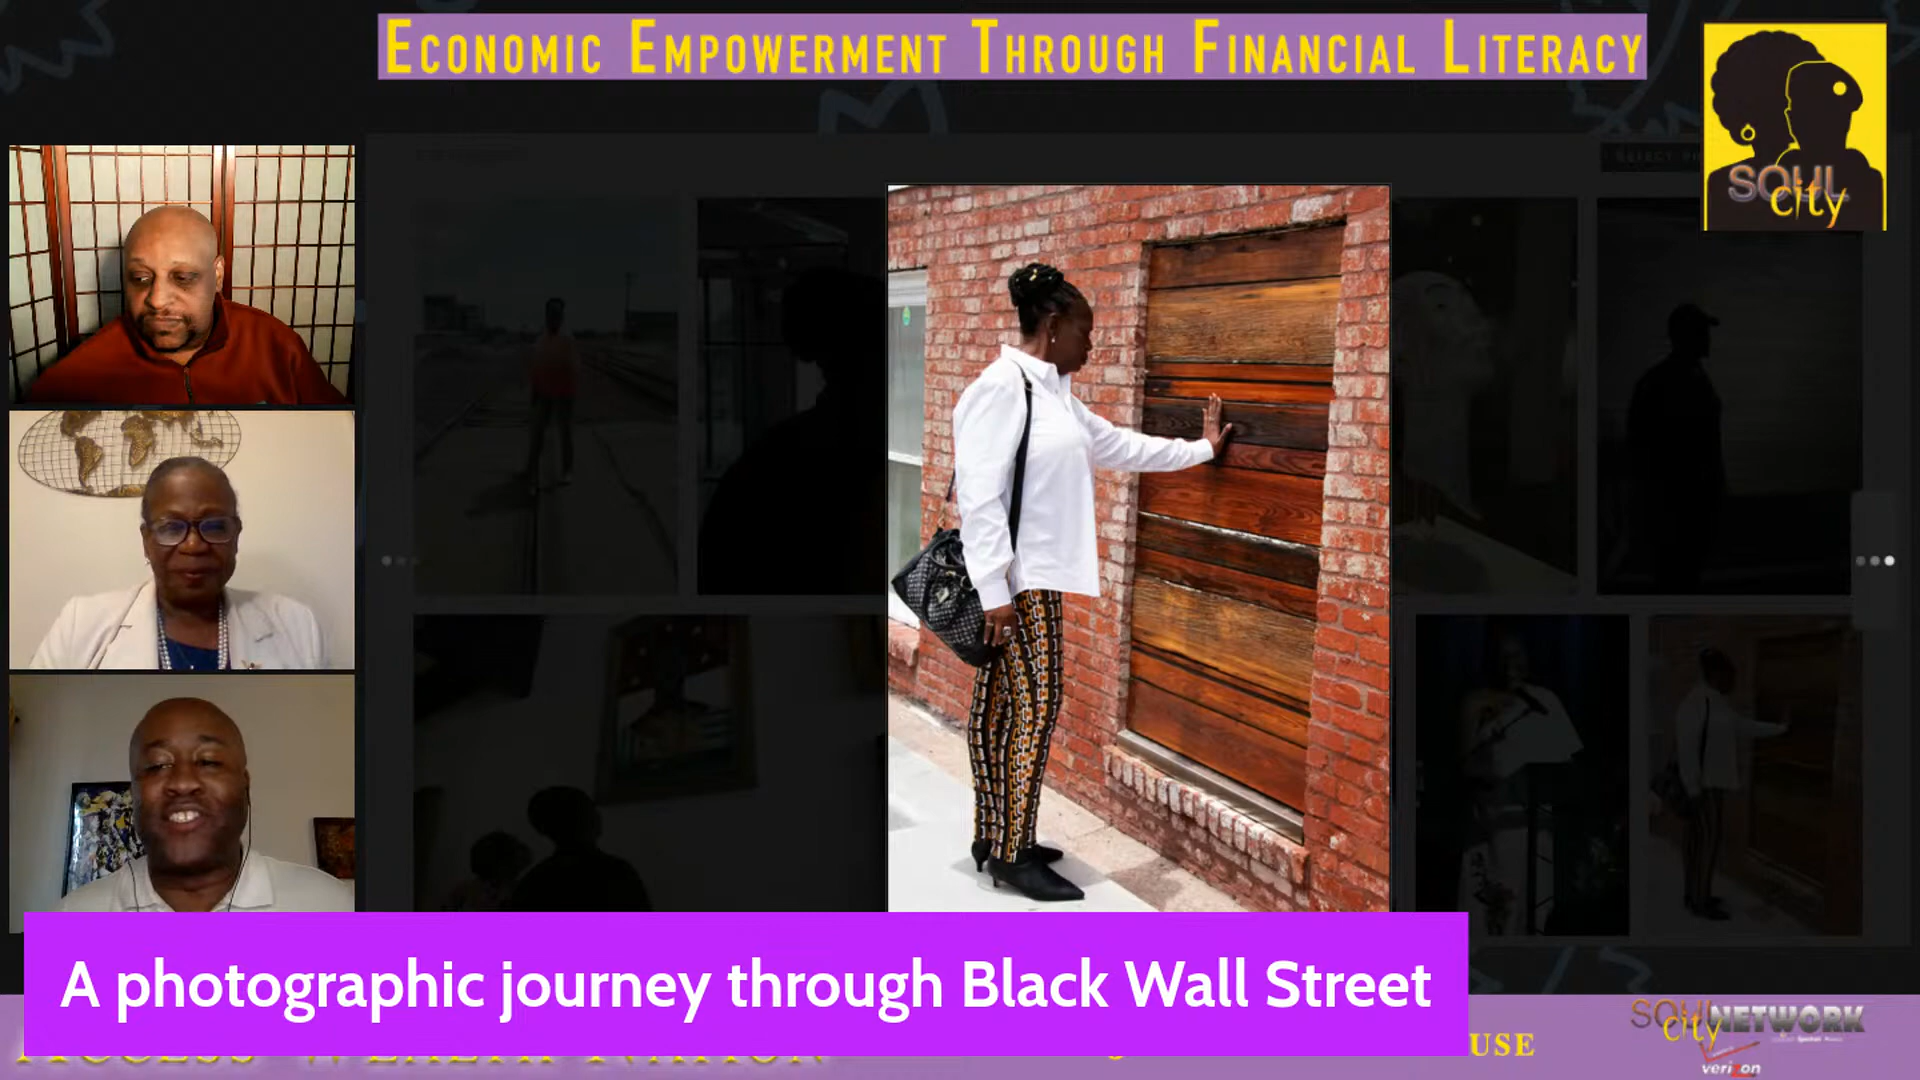 Economic Empowerment Through Financial Literacy
SOUL
city
A photographic journey through Black Wall Street
USE
SOUL
city
NETWORK
verizon